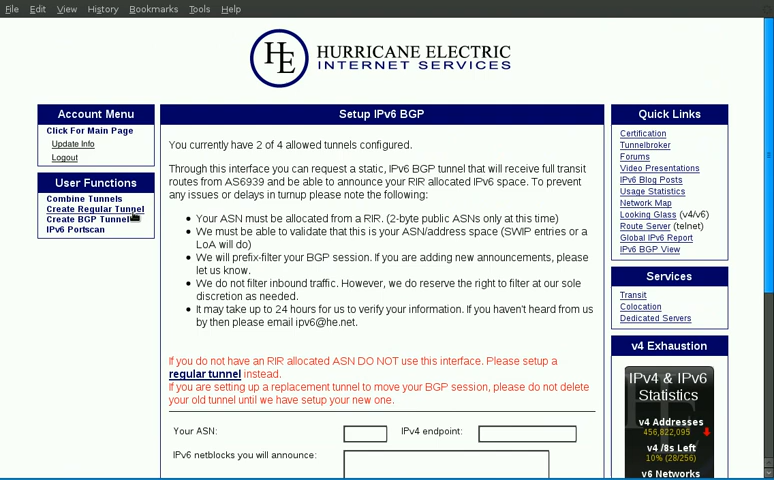 File Edit View History Bookmarks Tools Help
HE HURRICANE ELECTRIC
INTERNET SERVICES
Account Menu
Click For Main Page
Update Info
Logout
User Functions
Combine Tunnels
Create Regular Tunnel
Create BGP Tunnel
IPv6 Portscan
Setup IPv6 BGP
You currently have 2 of 4 allowed tunnels configured.
Through this interface you can request a static, IPv6 BGP tunnel that will receive full transit
routes from AS6939 and be able to announce your RIR allocated IPv6 space. To prevent
any issues or delays in turnup please note the following:
Your ASN must be allocated from a RIR. (2-byte public ASNs only at this time)
We must be able to validate that this is your ASN/address space (SWIP entries or a
LoA will do)
We will prefix-filter your BGP session. If you are adding new announcements, please
let us know.
We do not filter inbound traffic. However, we do reserve the right to filter at our sole
discretion as needed.
It may take up to 24 hours for us to verify your information. If you haven't heard from us
by then please email ipv6@he.net.
If you do not have an RIR allocated ASN DO NOT use this interface. Please setup a
regular tunnel instead.
If you are setting up a replacement tunnel to move your BGP session, please do not delete
your old tunnel until we have setup your new one.
Your ASN: IPv4 endpoint:
IPv6 netblocks you will announce:
Quick Links
Certification
Tunnelbroker
Forums
Video Presentations
IPv6 Blog Posts
Usage Statistics
Network Map
Looking Glass (v4/v6)
Route Server (telnet)
Global IPv6 Report
IPv6 BGP View
Services
Transit
Colocation
Dedicated Servers
v4 Exhaustion
IPv4 & IPv6
Statistics
v4 Addresses
456,822,095
v4 /8s Left
10% (28/256)
v6 Networks